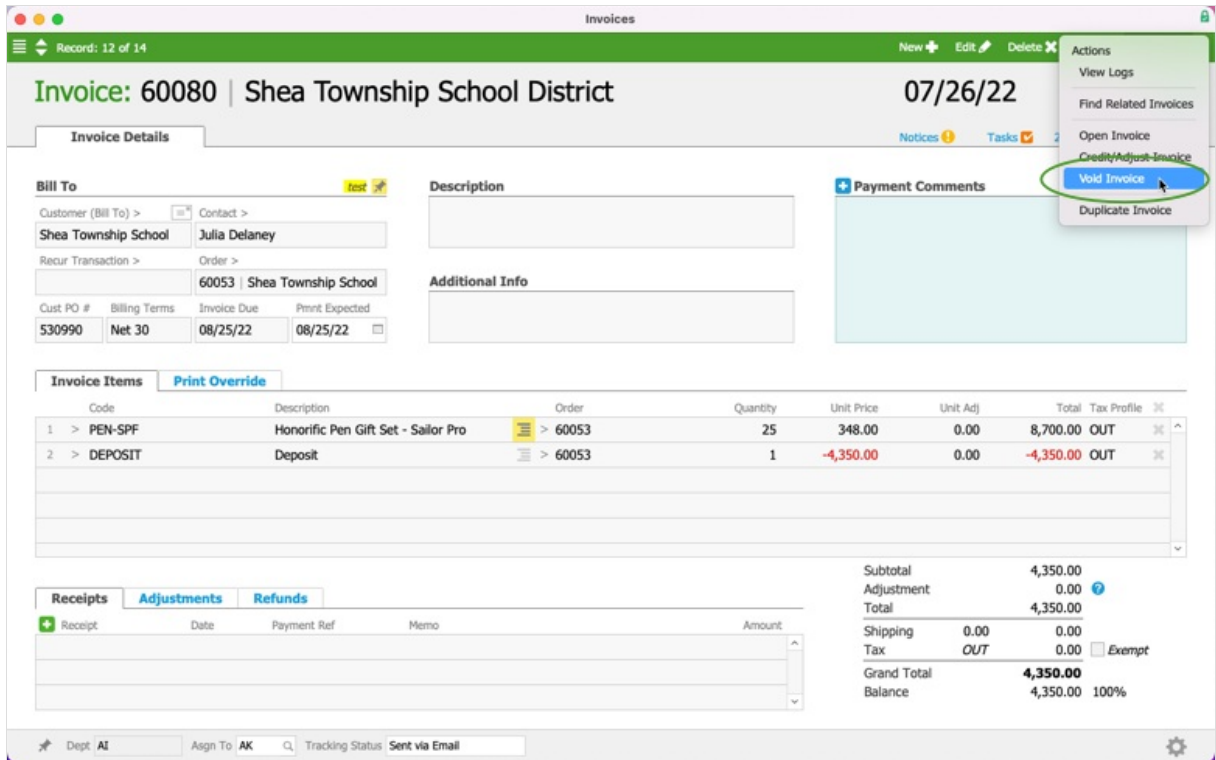 Invoices
Record: 12 of 14
New Edit Delete
Actions
View Logs
Find Related Invoices
Open Invoice
Credit/Adjust Invoice
Void Invoice
Duplicate Invoice
Invoice: 60080 | Shea Township School District 07/26/22
Invoice Details
Notices Tasks 2
Bill To test
Customer (Bill To) > Contact >
Shea Township School Julia Delaney
Recur Transaction > Order >
60053 | Shea Township School
Cust PO # Billing Terms Invoice Due Pmnt Expected
530990 Net 30 08/25/22 08/25/22
Description
Additional Info
Payment Comments
Invoice Items Print Override
Code Description Order Quantity Unit Price Unit Adj Total Tax Profile
1 > PEN-SPF Honorific Pen Gift Set - Sailor Pro > 60053 25 348.00 0.00 8,700.00 OUT
2 > DEPOSIT Deposit > 60053 1 -4,350.00 0.00 -4,350.00 OUT
Receipts Adjustments Refunds
Receipt Date Payment Ref Memo Amount
Subtotal 4,350.00
Adjustment 0.00 ?
Total 4,350.00
Shipping 0.00 0.00
Tax OUT 0.00 Exempt
Grand Total 4,350.00
Balance 4,350.00 100%
Dept AI Asgn To AK Tracking Status Sent via Email